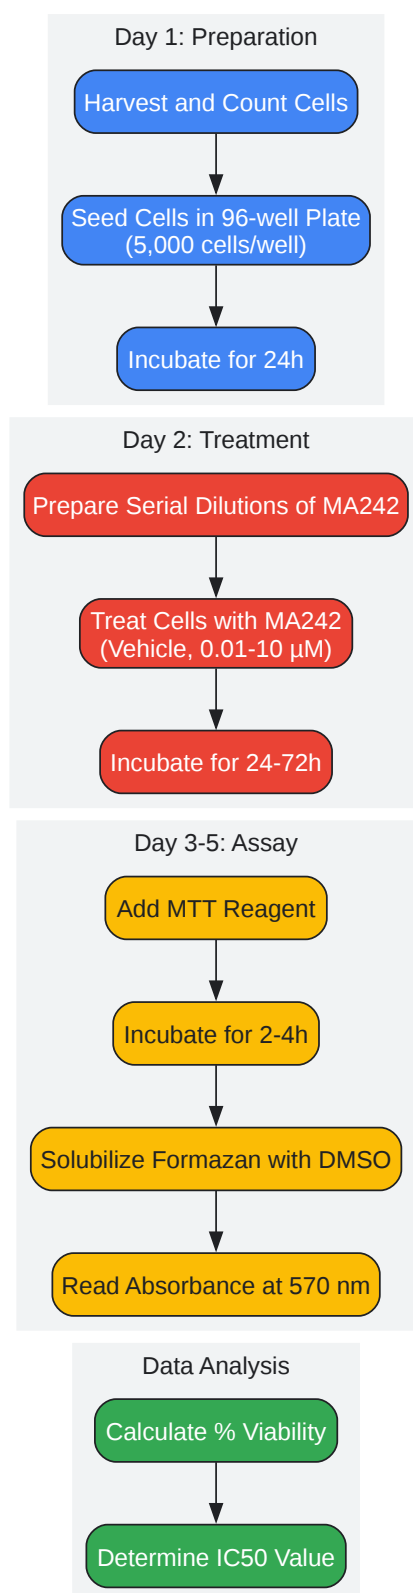 Day 1: Preparation
Harvest and Count Cells
Seed Cells in 96-well Plate
(5,000 cells/well)
Incubate for 24h
Day 2: Treatment
Prepare Serial Dilutions of MA242
Treat Cells with MA242
(Vehicle, 0.01-10 µM)
Incubate for 24-72h
Day 3-5: Assay
Add MTT Reagent
Incubate for 2-4h
Solubilize Formazan with DMSO
Read Absorbance at 570 nm
Data Analysis
Calculate % Viability
Determine IC50 Value